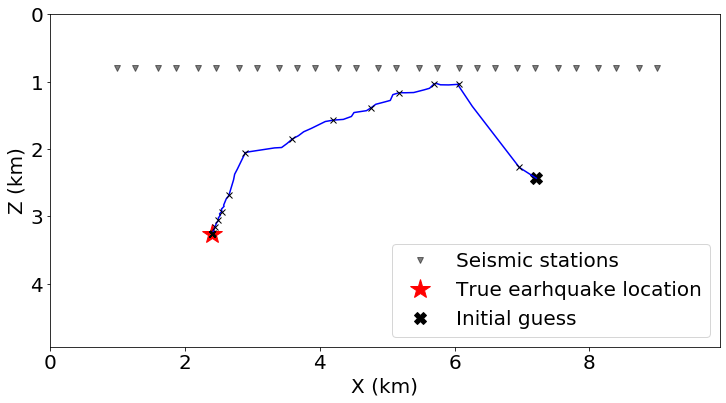 0
1
2
3
4
Z (km)
0 2 4 6 8
X (km)
Seismic stations
True earhquake location
Initial guess